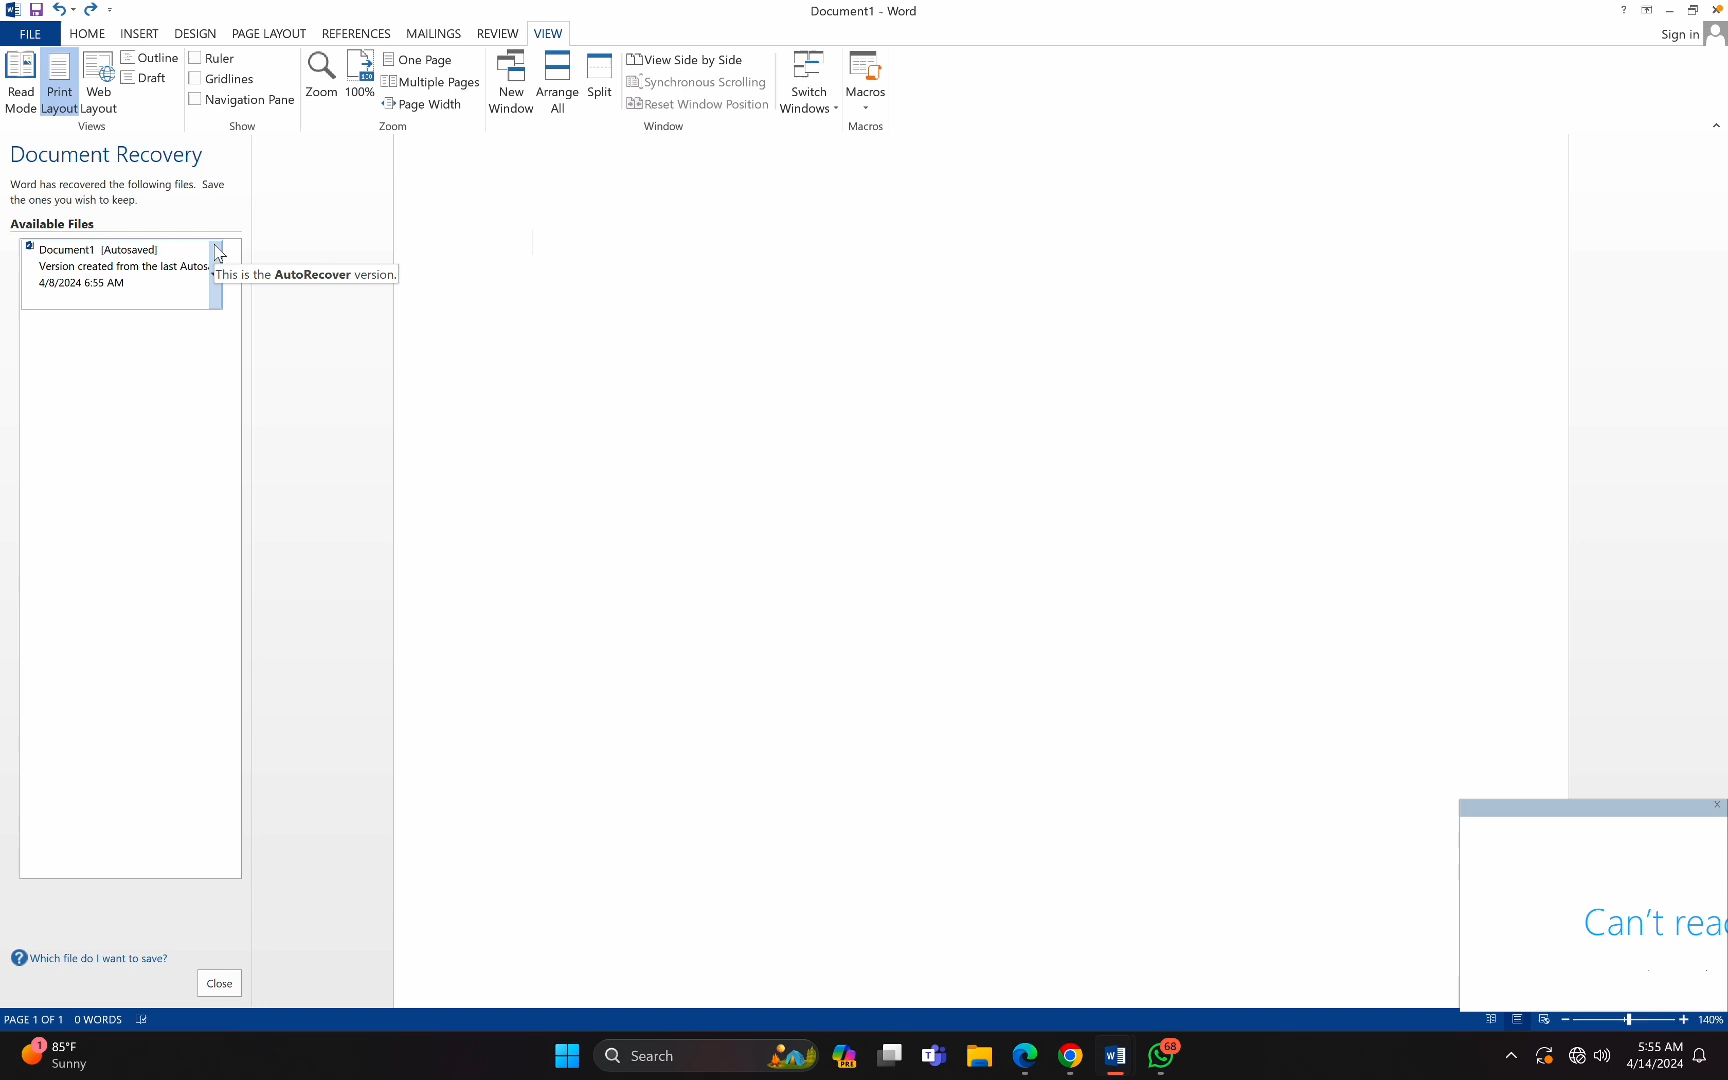 Document1 - Word
?
Sign in
FILE HOME INSERT DESIGN PAGE LAYOUT REFERENCES MAILINGS REVIEW VIEW
Read Mode
Print Layout
Web Layout
Outline
Draft
Views
Ruler
Gridlines
Navigation Pane
Show
Zoom
100
100%
One Page
Multiple Pages
Page Width
Zoom
New Window
Arrange All
Split
View Side by Side
Synchronous Scrolling
Reset Window Position
Window
Switch Windows
Macros
Macros
Document Recovery
Word has recovered the following files. Save
the ones you wish to keep.
Available Files
Document1 [Autosaved]
Version created from the last Autos
4/8/2024 6:55 AM
This is the AutoRecover version.
? Which file do I want to save?
Close
X
Can't rea
PAGE 1 OF 1 0 WORDS
140%
1
85°F
Sunny
Search
PRE
68
5:55 AM
4/14/2024